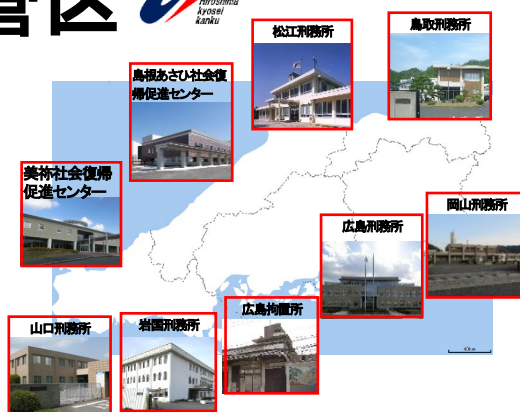 管区
Hiroshima
kyosei
kanku
松江刑務所
鳥取刑務所
島根あさひ社会復
帰促進センター
美祢社会復帰
促進センター
岡山刑務所
広島刑務所
広島拘置所
岩国刑務所
山口刑務所